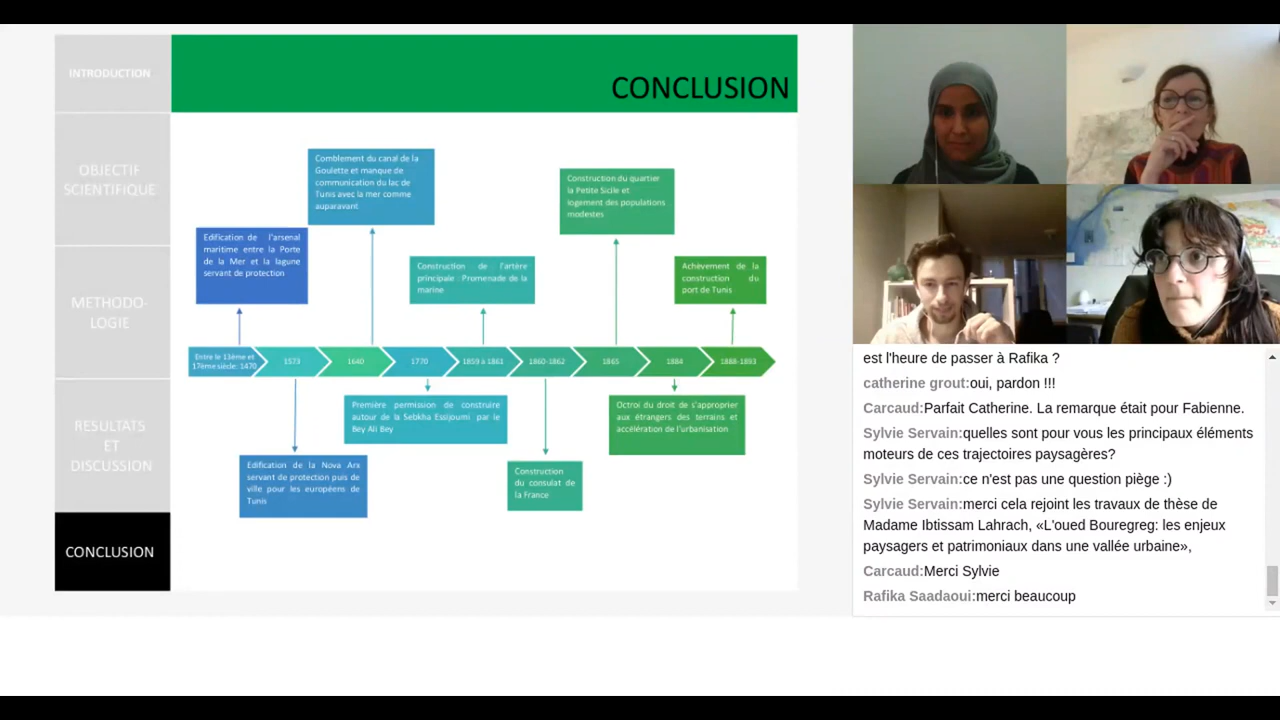 INTRODUCTION
OBJECTIF
SCIENTIFIQUE
METHODO-
LOGIE
RESULTATS
ET
DISCUSSION
CONCLUSION
CONCLUSION
Comblement du canal de la
Goulette et manque de
communication du lac de
Tunis avec la mer comme
auparavant
Construction du quartier
la Petite Sicile et
logement des populations
modestes
Edification de l'arsenal
maritime entre la Porte
de la Mer et la lagune
servant de protection
Construction de l'artère
principale : Promenade de la
marine
Achèvement de la
construction du
port de Tunis
Entre le 13ème et
17ème siècle: 1470
1573
1640
1770
1859 à 1861
1860-1862
1865
1884
1888-1893
Première permission de construire
autour de la Sebkha Essijoumi par le
Bey Ali Bey
Octroi du droit de s'approprier
aux étrangers des terrains et
accélération de l'urbanisation
Edification de la Nova Arx
servant de protection puis de
ville pour les européens de
Tunis
Construction
du consulat de
la France
est l'heure de passer à Rafika ?
catherine grout:oui, pardon !!!
Carcaud:Parfait Catherine. La remarque était pour Fabienne.
Sylvie Servain:quelles sont pour vous les principaux éléments
moteurs de ces trajectoires paysagères?
Sylvie Servain:ce n'est pas une question piège :)
Sylvie Servain:merci cela rejoint les travaux de thèse de
Madame Ibtissam Lahrach, «L'oued Bouregreg: les enjeux
paysagers et patrimoniaux dans une vallée urbaine»,
Carcaud:Merci Sylvie
Rafika Saadaoui:merci beaucoup